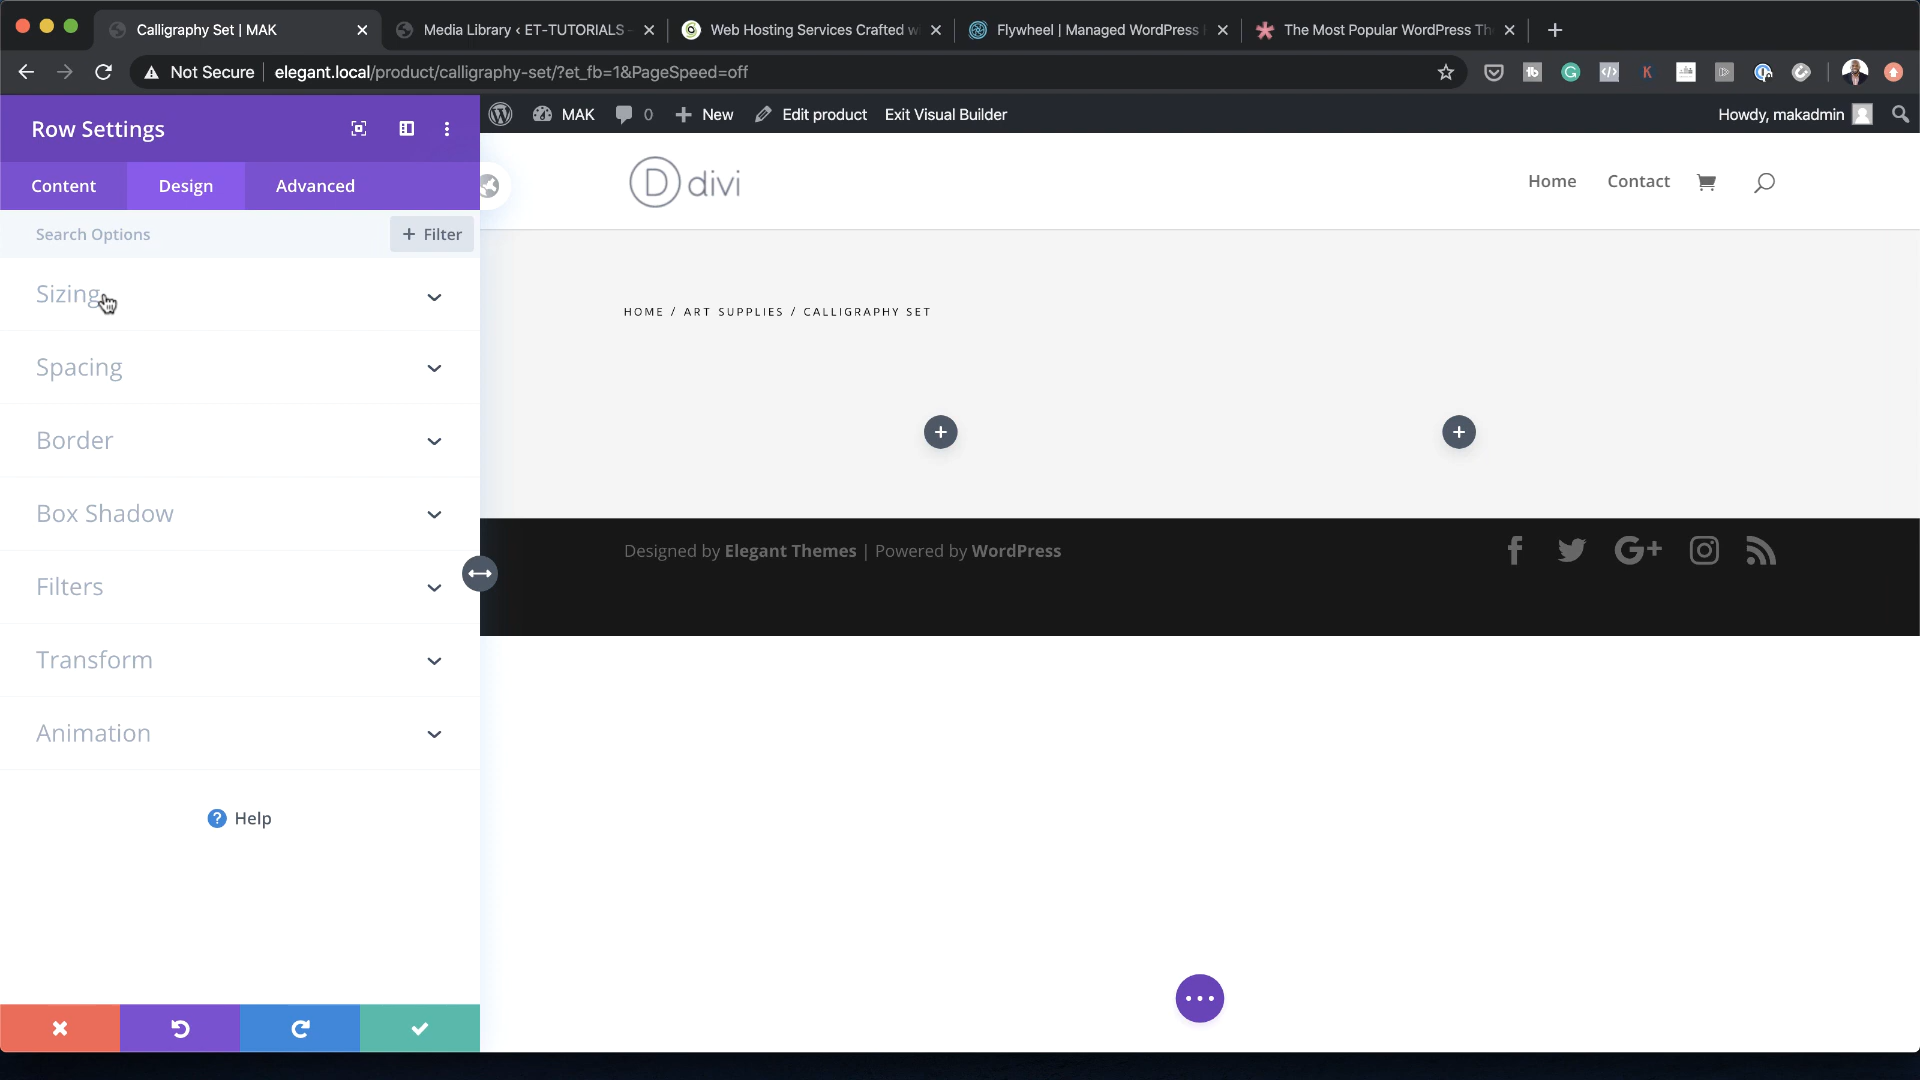 Calligraphy Set | MAK
Media Library ‹ ET-TUTORIALS -
Web Hosting Services Crafted w
Flywheel | Managed WordPress
The Most Popular WordPress Th
Not Secure
elegant.local/product/calligraphy-set/?et_fb=1&PageSpeed=off
Row Settings
MAK
0
New
Edit product
Exit Visual Builder
Howdy, makadmin
Content
Design
Advanced
divi
Home
Contact
Search Options
+ Filter
Sizing
Spacing
Border
Box Shadow
Filters
Transform
Animation
Help
HOME / ART SUPPLIES / CALLIGRAPHY SET
Designed by Elegant Themes | Powered by WordPress